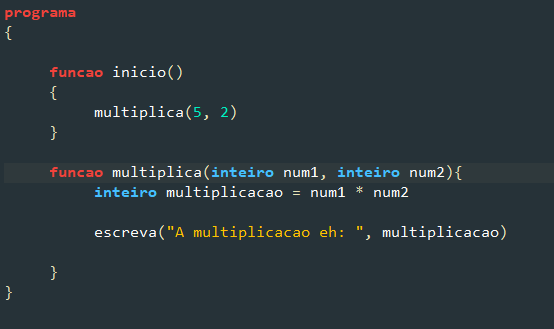 programa
{
funcao inicio()
{
multiplica(5, 2)
}
funcao multiplica(inteiro num1, inteiro num2){
inteiro multiplicacao = num1 * num2
escreva("A multiplicacao eh: ", multiplicacao)
}
}